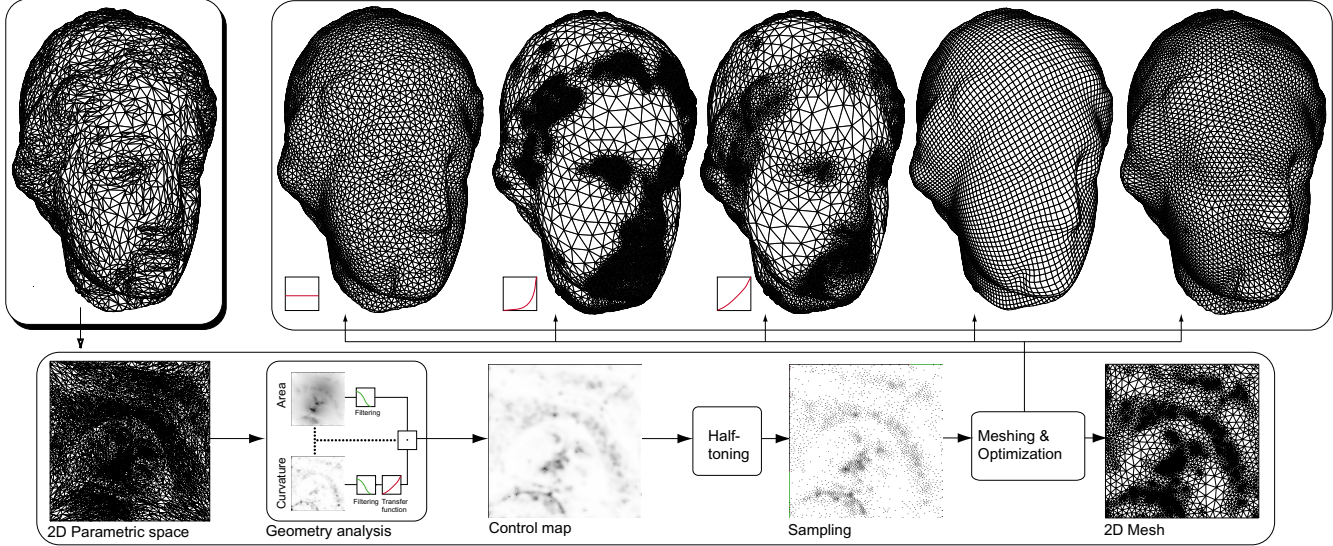 Area
Filtering
Curvature
Filtering
Transfer
function
Half-
toning
Meshing &
Optimization
2D Parametric space
Geometry analysis
Control map
Sampling
2D Mesh